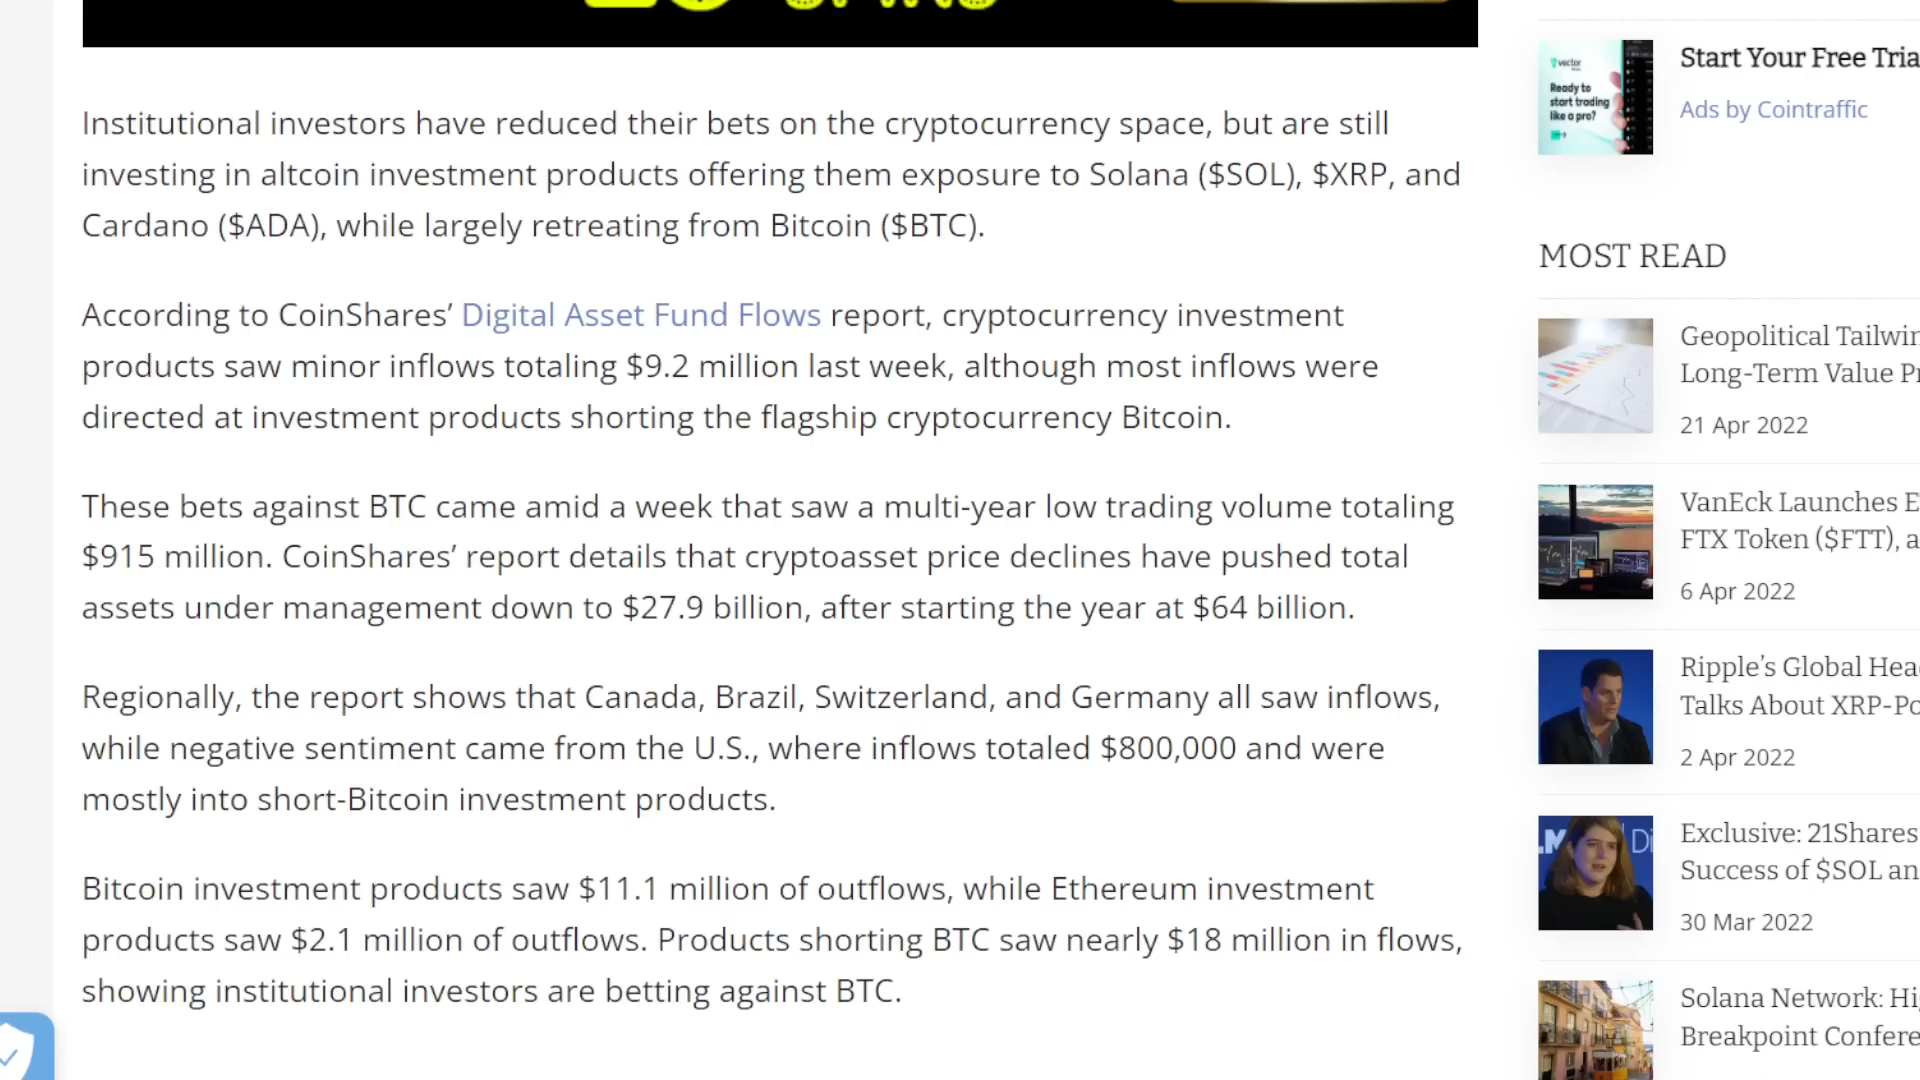 Institutional investors have reduced their bets on the cryptocurrency space, but are still
investing in altcoin investment products offering them exposure to Solana ($SOL), $XRP, and
Cardano ($ADA), while largely retreating from Bitcoin ($BTC).
According to CoinShares’ Digital Asset Fund Flows report, cryptocurrency investment
products saw minor inflows totaling $9.2 million last week, although most inflows were
directed at investment products shorting the flagship cryptocurrency Bitcoin.
These bets against BTC came amid a week that saw a multi-year low trading volume totaling
$915 million. CoinShares’ report details that cryptoasset price declines have pushed total
assets under management down to $27.9 billion, after starting the year at $64 billion.
Regionally, the report shows that Canada, Brazil, Switzerland, and Germany all saw inflows,
while negative sentiment came from the U.S., where inflows totaled $800,000 and were
mostly into short-Bitcoin investment products.
Bitcoin investment products saw $11.1 million of outflows, while Ethereum investment
products saw $2.1 million of outflows. Products shorting BTC saw nearly $18 million in flows,
showing institutional investors are betting against BTC.
vector
Ready to
start trading
like a pro?
Start Your Free Tria
Ads by Cointraffic
MOST READ
Geopolitical Tailwin
Long-Term Value Pr
21 Apr 2022
VanEck Launches E
FTX Token ($FTT), a
6 Apr 2022
Ripple’s Global Hea
Talks About XRP-Po
2 Apr 2022
Exclusive: 21Shares
Success of $SOL an
30 Mar 2022
Solana Network: Hig
Breakpoint Confere